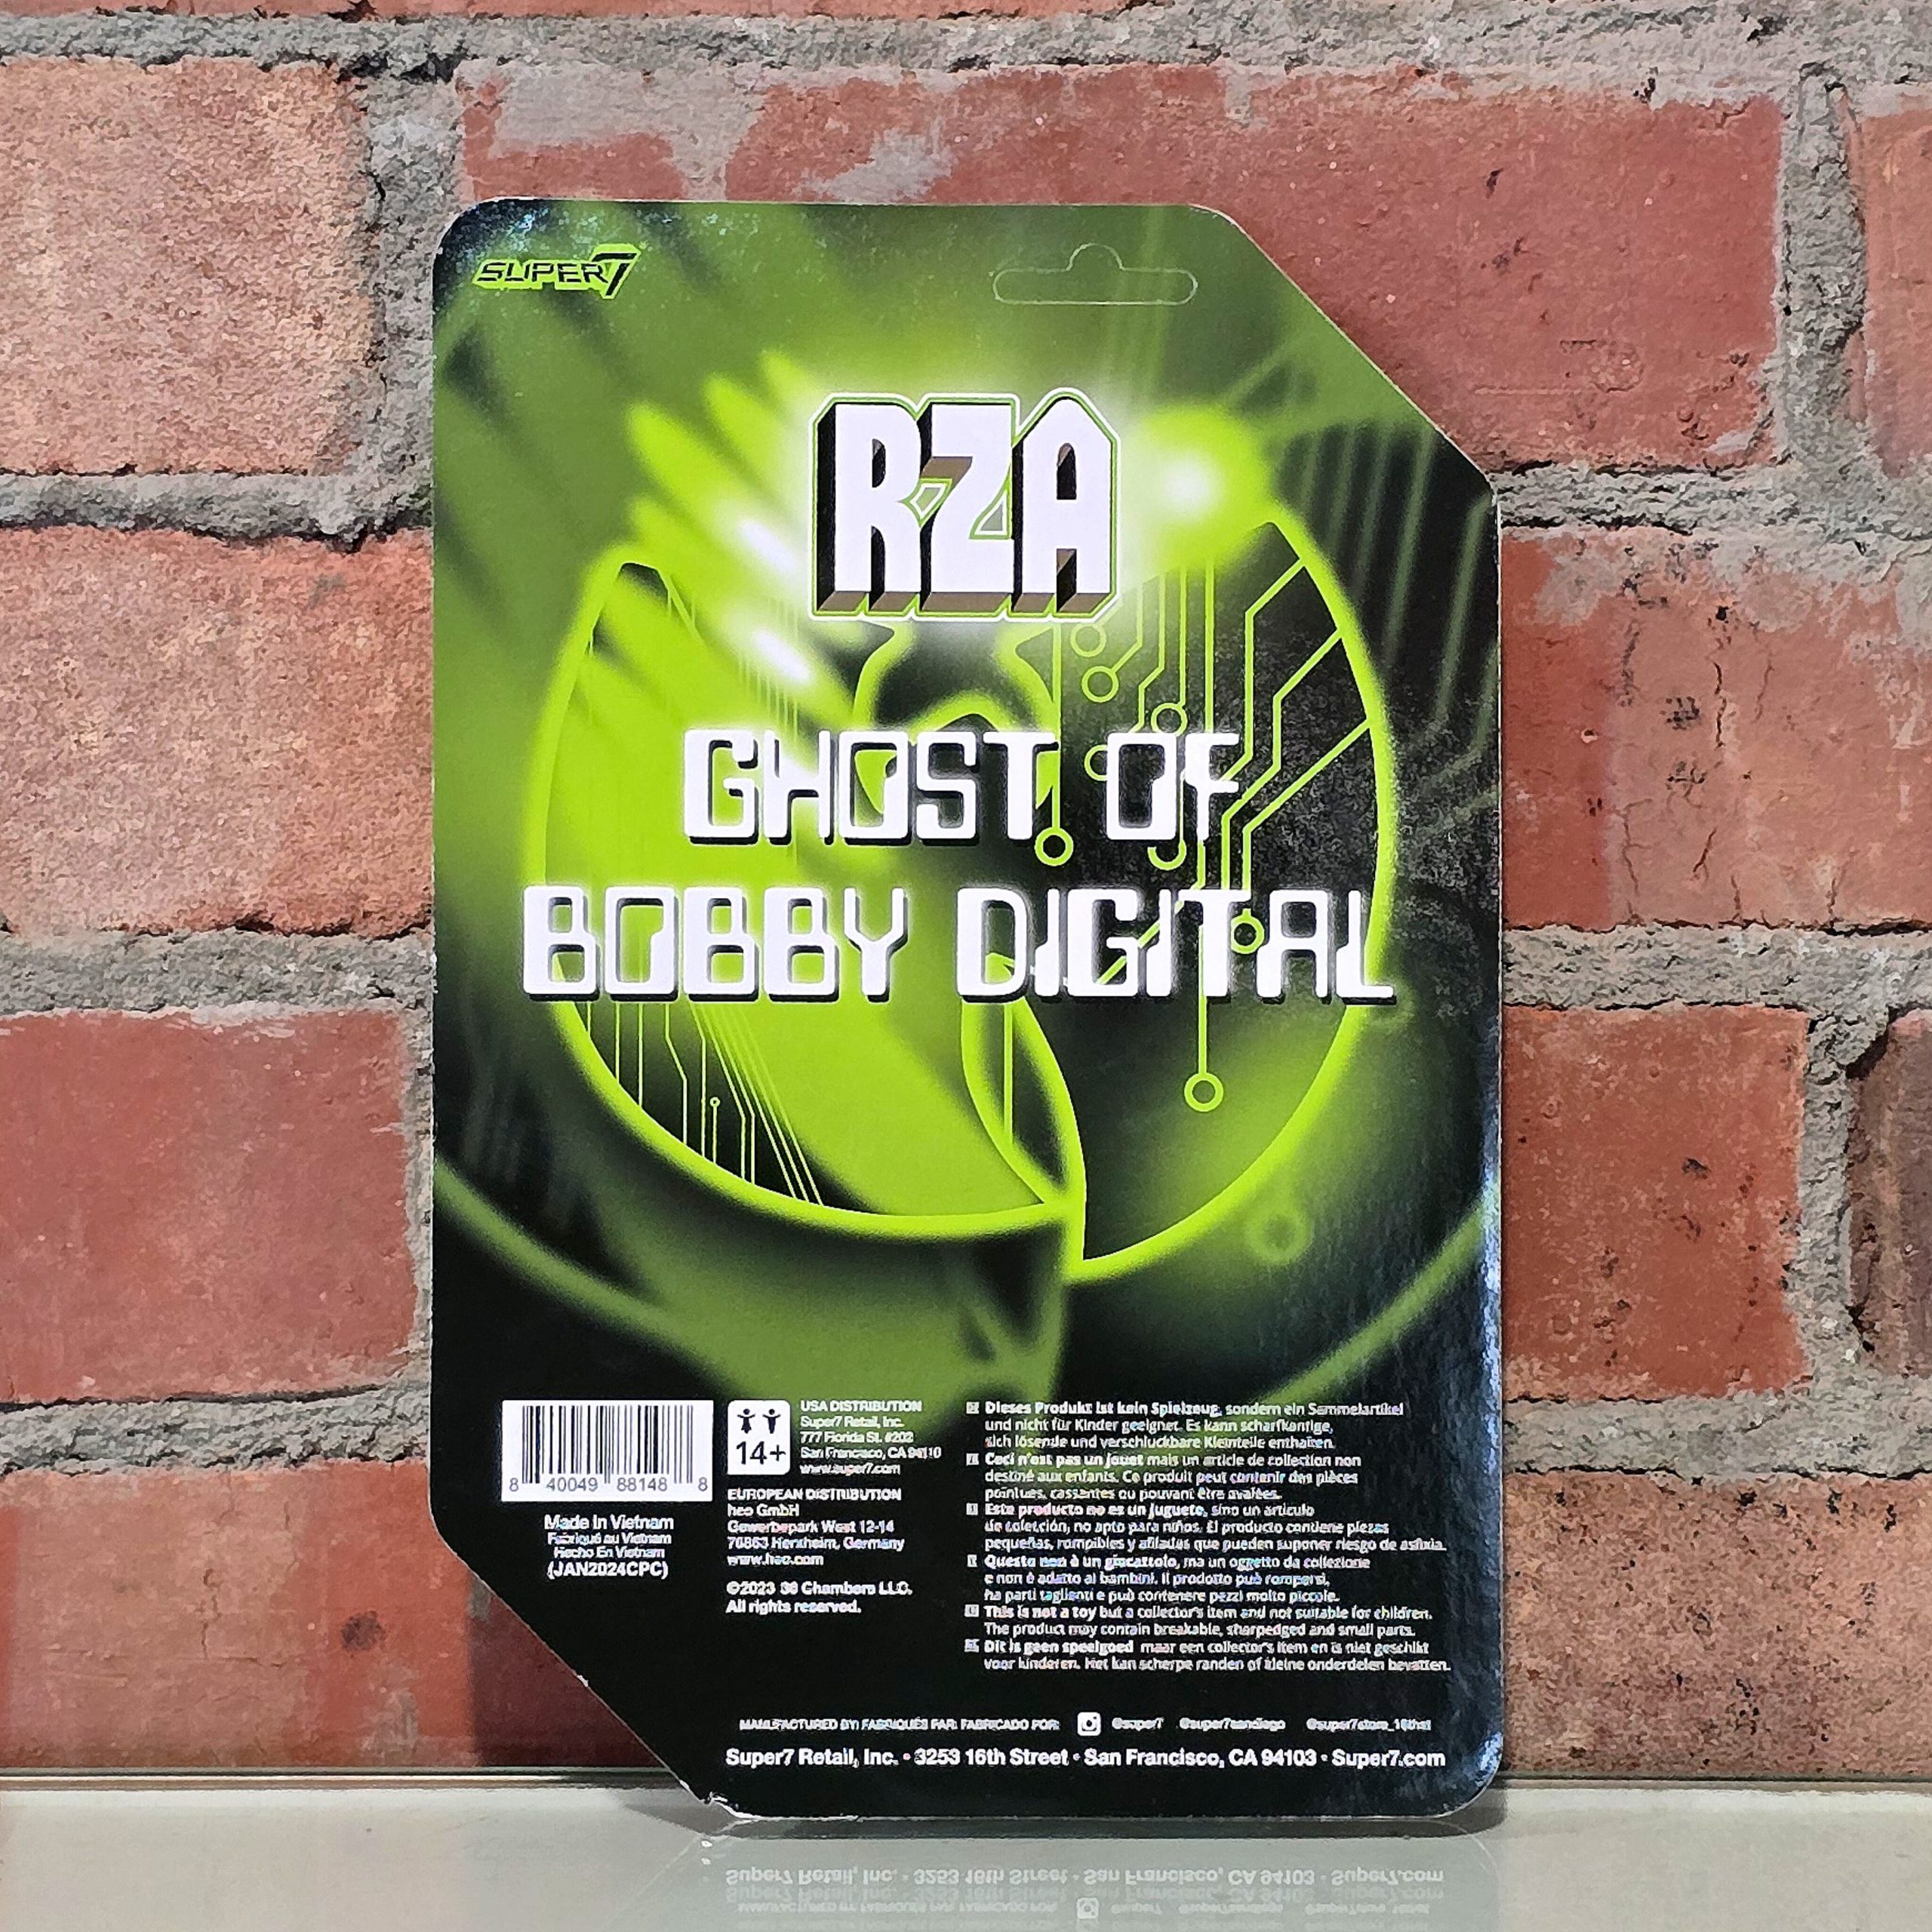 SUPER7
RZA
GHOST OF
BOBBY DIGITAL
8 40049 88148 8
Made In Vietnam
Fabriqué au Vietnam
Hecho En Vietnam
(JAN2024CPC)
14+
USA DISTRIBUTION
Super7 Retail, Inc.
777 Florida St. #202
San Francisco, CA 94110
www.super7.com
EUROPEAN DISTRIBUTION
heo GmbH
Gewerbepark West 12-14
76863 Herxheim, Germany
www.heo.com
©2023 36 Chambers LLC.
All rights reserved.
Dieses Produkt ist kein Spielzeug, sondern ein Sammelartikel
und nicht für Kinder geeignet. Es kann scharfkantige,
sich lösende und verschluckbare Kleinteile enthalten.
Ceci n'est pas un jouet mais un article de collection non
destiné aux enfants. Ce produit peut contenir des pièces
pointues, cassantes ou pouvant être avalées.
Este producto no es un juguete, sino un artículo
de colección, no apto para niños. El producto contiene piezas
pequeñas, rompibles y afiladas que pueden suponer riesgo de asfixia.
Questo non è un giocattolo, ma un oggetto da collezione
e non è adatto ai bambini. Il prodotto può rompersi,
ha parti taglienti e può contenere pezzi molto piccole.
This is not a toy but a collector's item and not suitable for children.
The product may contain breakable, sharpedged and small parts.
Dit is geen speelgoed maar een collector's item en is niet geschikt
voor kinderen. Het kan scherpe randen of kleine onderdelen bevatten.
MANUFACTURED BY: FABRIQUÉS PAR: FABRICADO POR: @super7 @super7sandiego @super7store_16thst
Super7 Retail, Inc. • 3253 16th Street • San Francisco, CA 94103 • Super7.com